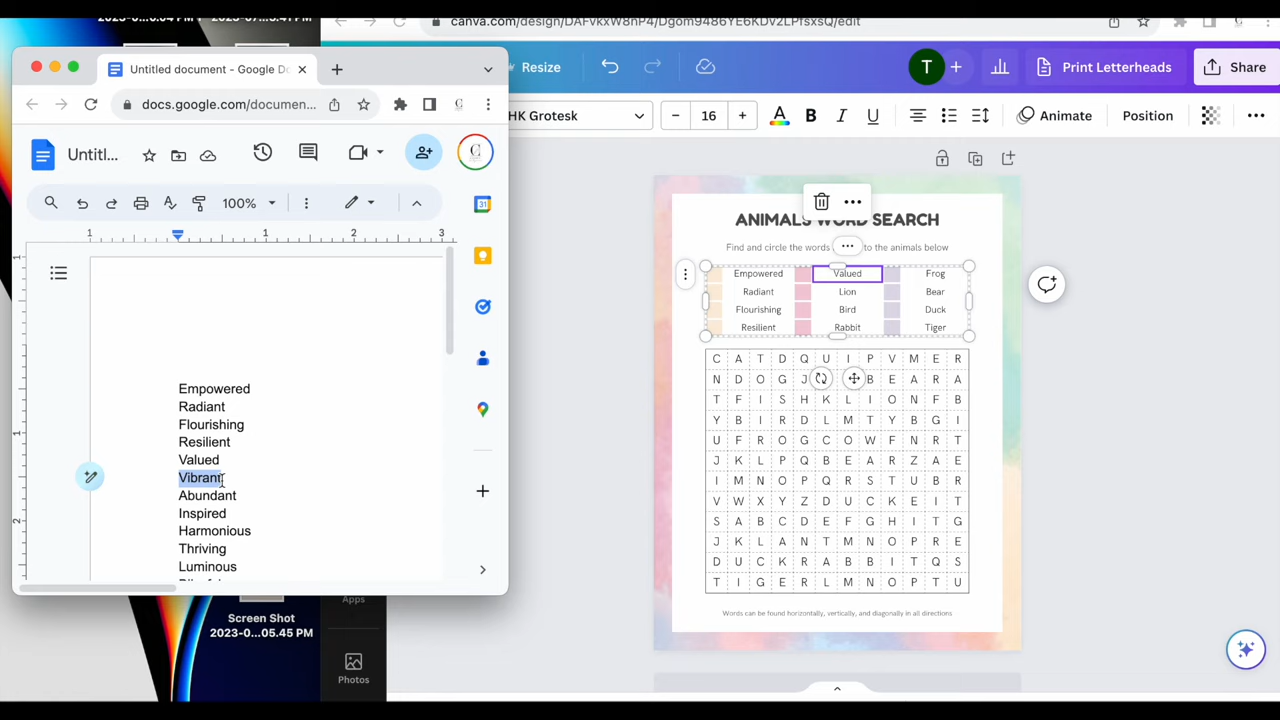 canva.com/design/DAFvkxW8nP4/Dgom9486YE6KDv2LPfsxsQ/edit
Untitled document - Google Do
docs.google.com/documen...
Untitl...
100%
1 1 2 3
Empowered
Radiant
Flourishing
Resilient
Valued
Vibrant
Abundant
Inspired
Harmonious
Thriving
Luminous
Screen Shot
2023-0...05.45 PM
Apps
Photos
Resize
T
Print Letterheads
Share
HK Grotesk
16
Animate
Position
ANIMALS WORD SEARCH
Find and circle the words to the animals below
Empowered Valued Frog
Radiant Lion Bear
Flourishing Bird Duck
Resilient Rabbit Tiger
C A T D Q U I P V M E R
N D O G J B E A R A
T F I S H K L I O N F B
Y B I R D L M T Y B G I
U F R O G C O W F N R T
J K L P Q B E A R Z A E
I M N O P Q R S T U B R
V W X Y Z D U C K E I T
S A B C D E F G H I T G
J K L A N T M N O P R E
D U C K R A B B I T Q S
T I G E R L M N O P T U
Words can be found horizontally, vertically, and diagonally in all directions